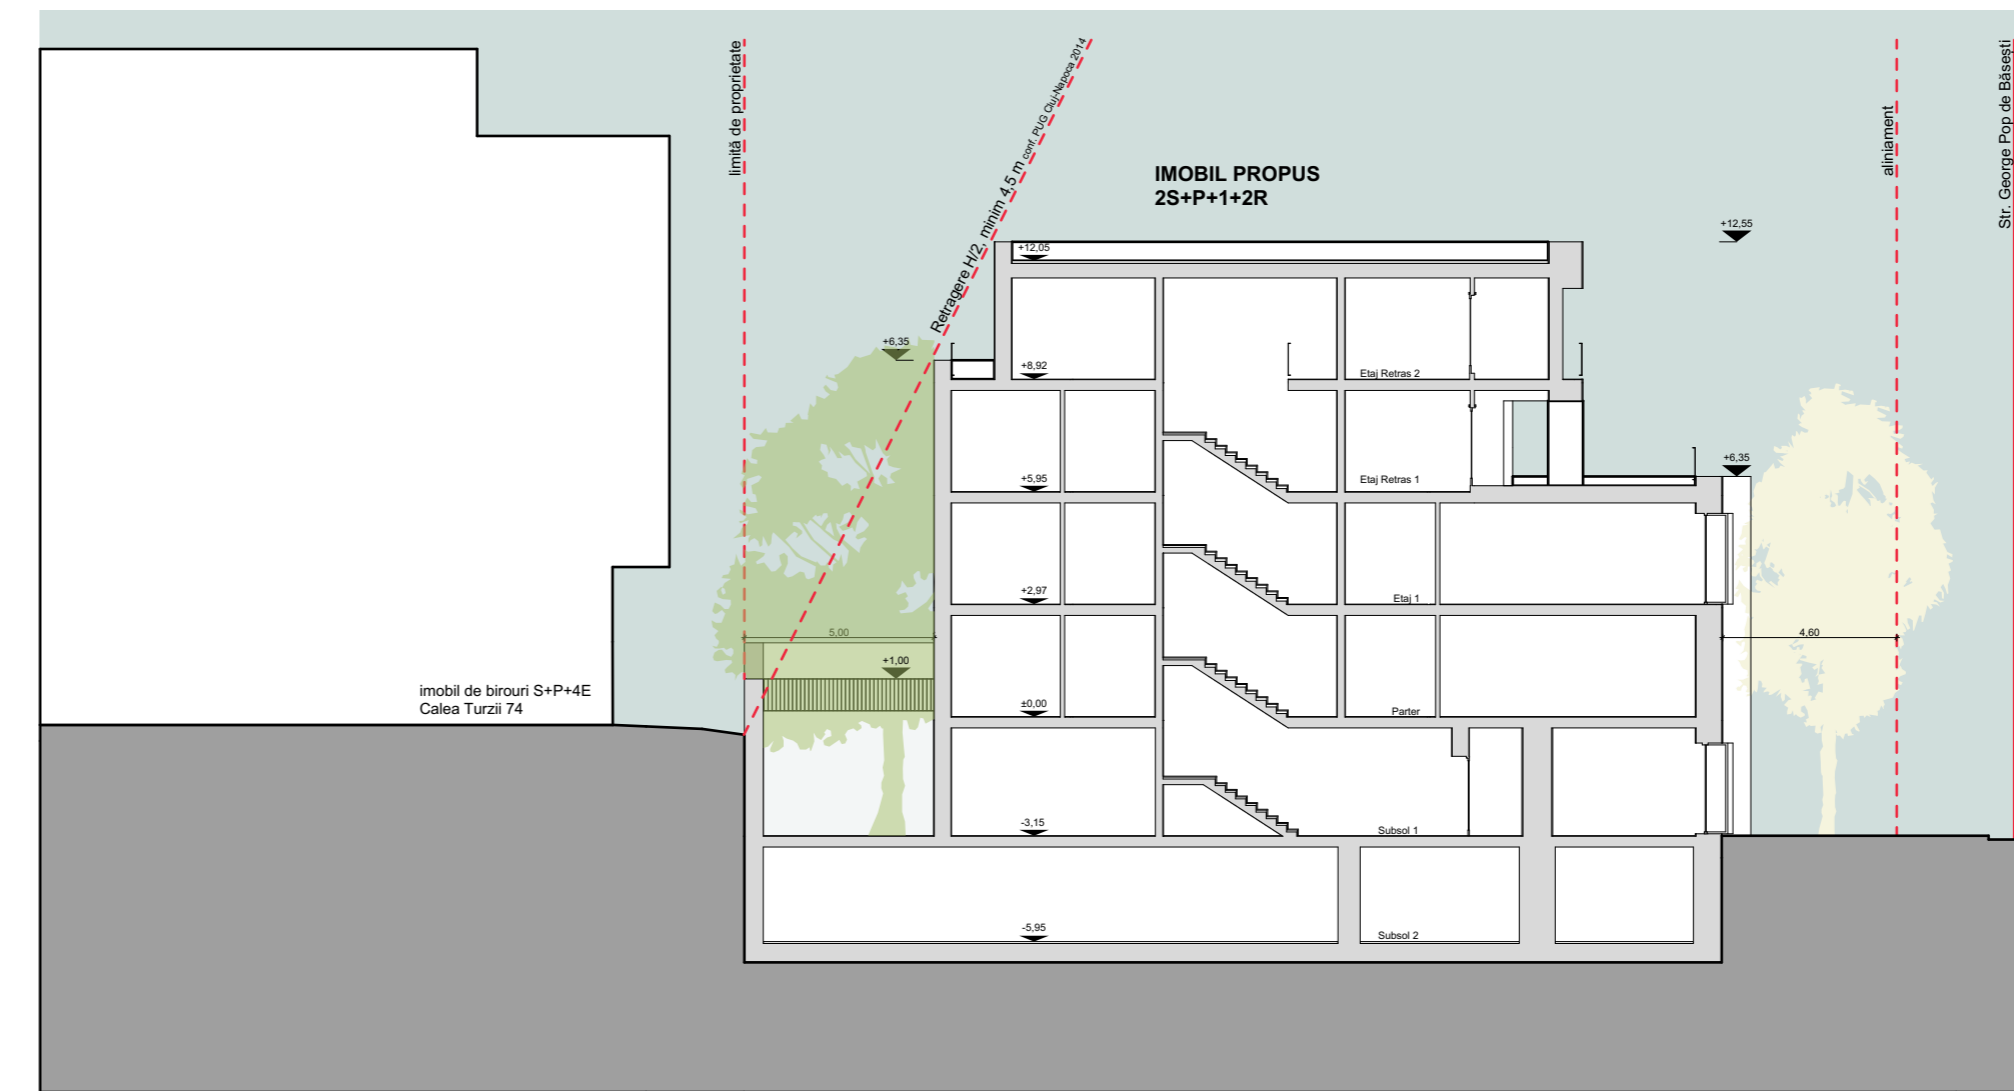 limită de proprietate
Retragere H/2, minim 4,5 m conf. PUG Cluj-Napoca 2014
IMOBIL PROPUS
2S+P+1+2R
aliniament
Str. George Pop de Băsești
+12,55
+12,05
+6,35
+8,92
Etaj Retras 2
+6,35
+5,95
Etaj Retras 1
+2,97
Etaj 1
5,00
4,60
+1,00
imobil de birouri S+P+4E
Calea Turzii 74
±0,00
Parter
-3,15
Subsol 1
-5,95
Subsol 2